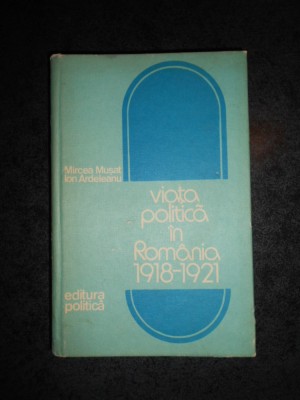 Mircea Mușat
Ion Ardeleanu
viața
politică
în
România
1918-1921
editura
politică